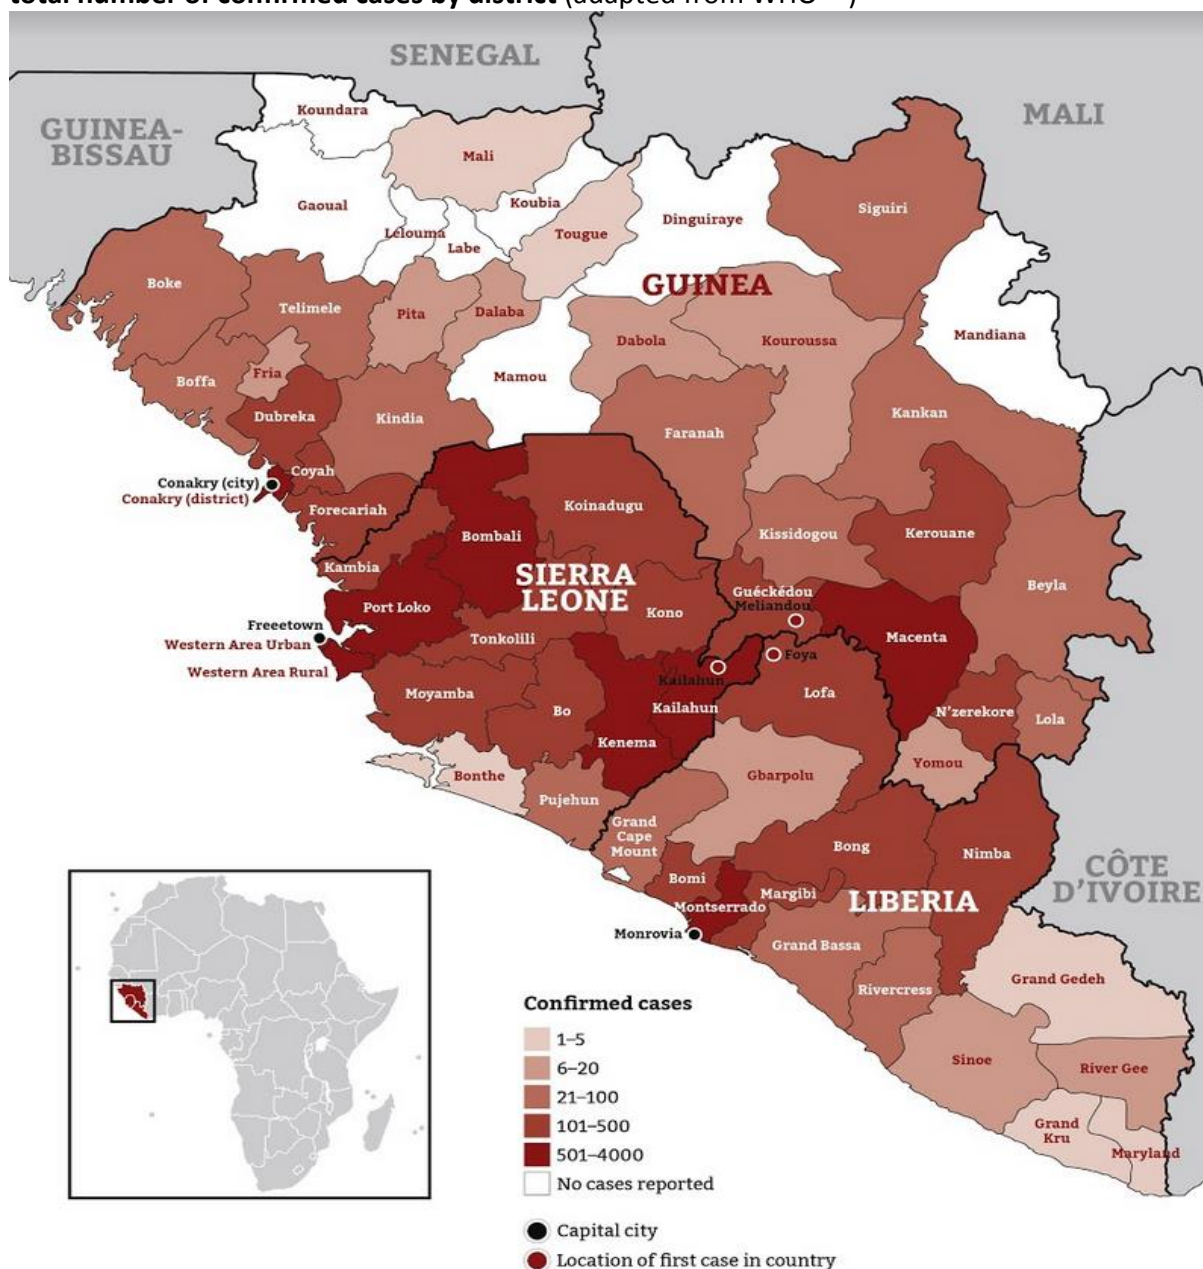 total number of confirmed cases by district (adapted from WHO
SENEGAL
MALI
GUINEA-
BISSAU
Koundara
Mali
Gaoual
Koubia
Lelouma
Labe
Tougue
Dinguiraye
Siguiri
GUINEA
Boke
Telimele
Pita
Dalaba
Dabola
Kouroussa
Mandiana
Fria
Boffa
Mamou
Dubreka
Kindia
Faranah
Kankan
Coyah
Conakry (city)
Conakry (district)
Forecariah
Koinadugu
Kissidogou
Kerouane
Bombali
Kambia
SIERRA
LEONE
Beyla
Guéckédou
Meliandou
Port Loko
Kono
Macenta
Freeetown
Western Area Urban
Tonkolili
Western Area Rural
Foya
Kailahun
Moyamba
Lofa
Bo
Kailahun
N'zerekore
Lola
Kenema
Yomou
Bonthe
Gbarpolu
Pujehun
Grand
Cape
Mount
Bong
Nimba
CÔTE
D'IVOIRE
Bomi
Margibi
LIBERIA
Montserrado
Monrovia
Grand Bassa
Grand Gedeh
Rivercress
Sinoe
River Gee
Grand
Kru
Maryland
Confirmed cases
1–5
6–20
21–100
101–500
501–4000
No cases reported
Capital city
Location of first case in country